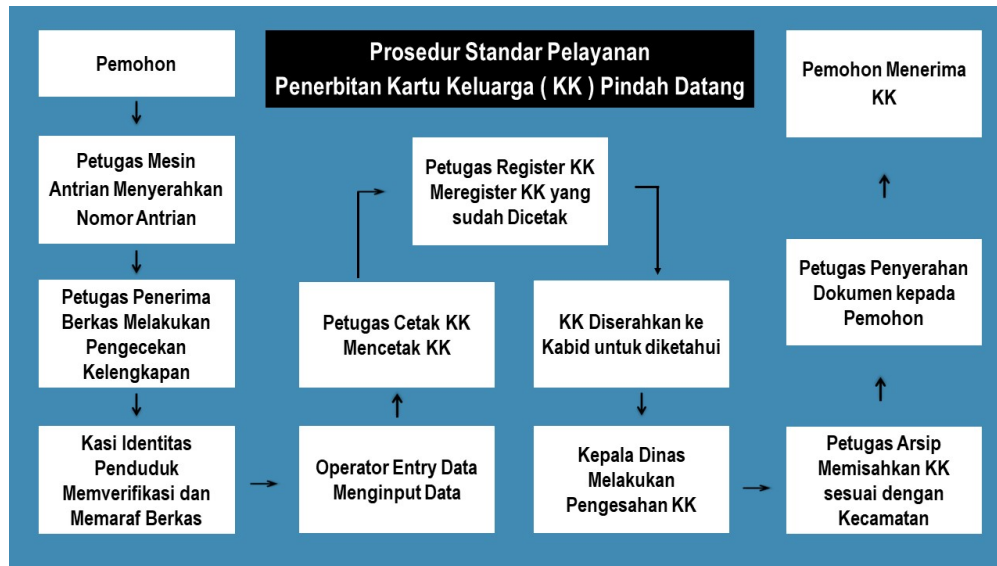 Prosedur Standar Pelayanan
Penerbitan Kartu Keluarga ( KK ) Pindah Datang
Pemohon
Petugas Mesin
Antrian Menyerahkan
Nomor Antrian
Petugas Penerima
Berkas Melakukan
Pengecekan
Kelengkapan
Kasi Identitas
Penduduk
Memverifikasi dan
Memaraf Berkas
Operator Entry Data
Menginput Data
Petugas Cetak KK
Mencetak KK
Petugas Register KK
Meregister KK yang
sudah Dicetak
KK Diserahkan ke
Kabid untuk diketahui
Kepala Dinas
Melakukan
Pengesahan KK
Petugas Arsip
Memisahkan KK
sesuai dengan
Kecamatan
Petugas Penyerahan
Dokumen kepada
Pemohon
Pemohon Menerima
KK